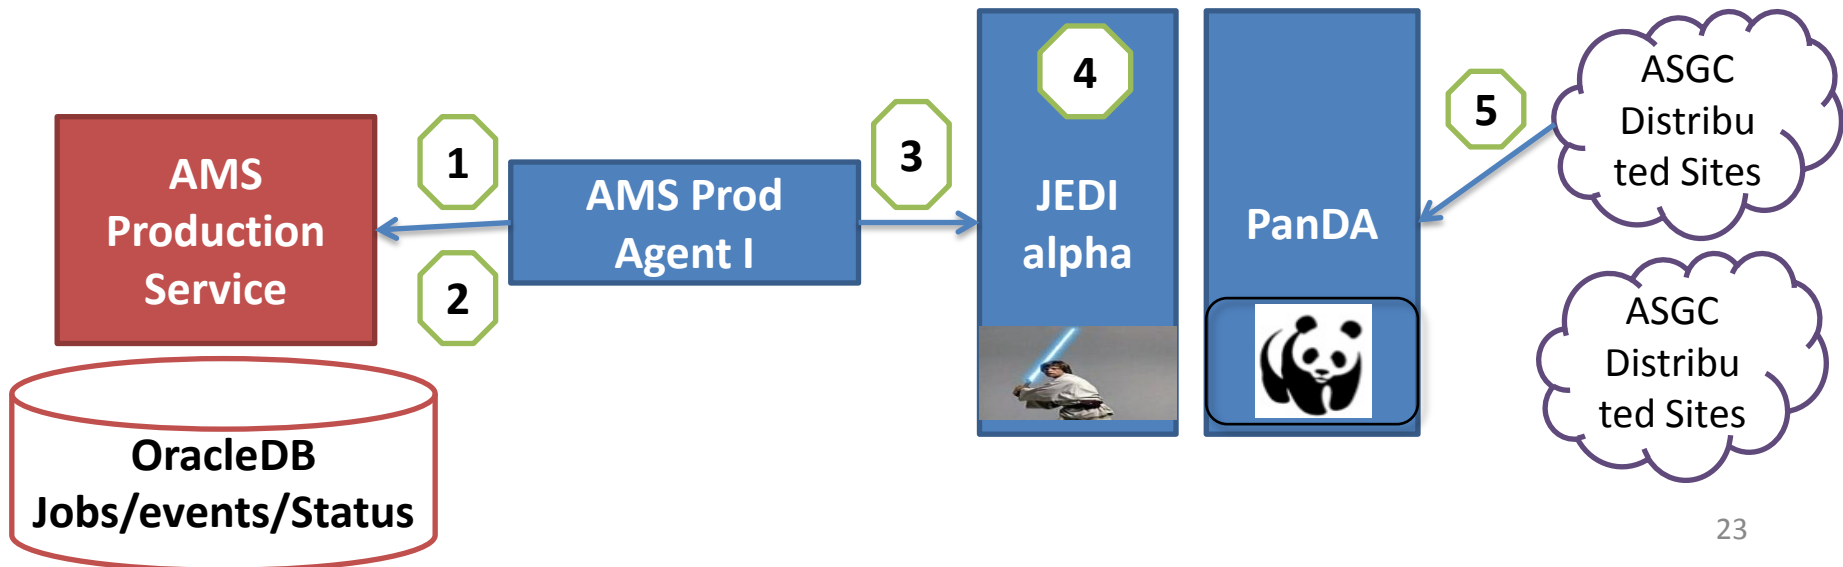 AMS
Production
Service
1
2
AMS Prod
Agent I
3
4
JEDI
alpha
PanDA
5
ASGC
Distribu
ted Sites
ASGC
Distribu
ted Sites
OracleDB
Jobs/events/Status
23